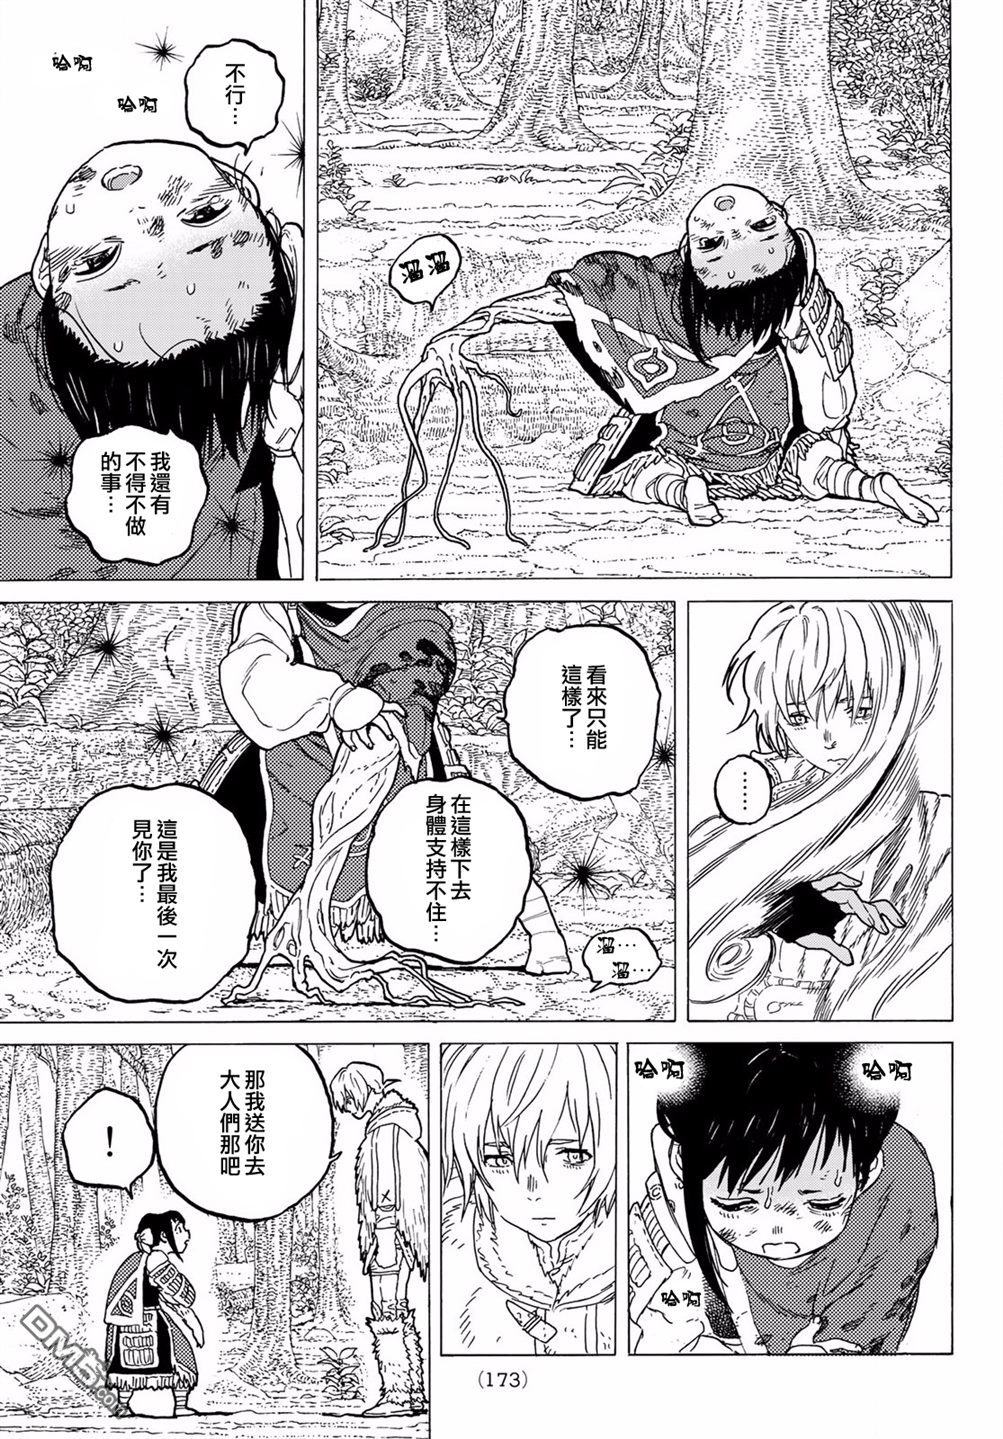 溜溜
不行…
哈啊
哈啊
我還有
不得不做
的事…
……
看來只能
這樣了…
在這樣下去
身體支持不住…
溜…
溜…
這是我最後一次
見你了…
哈啊
哈啊
哈啊
那我送你去
大人們那吧
！
(173)
DM5.com